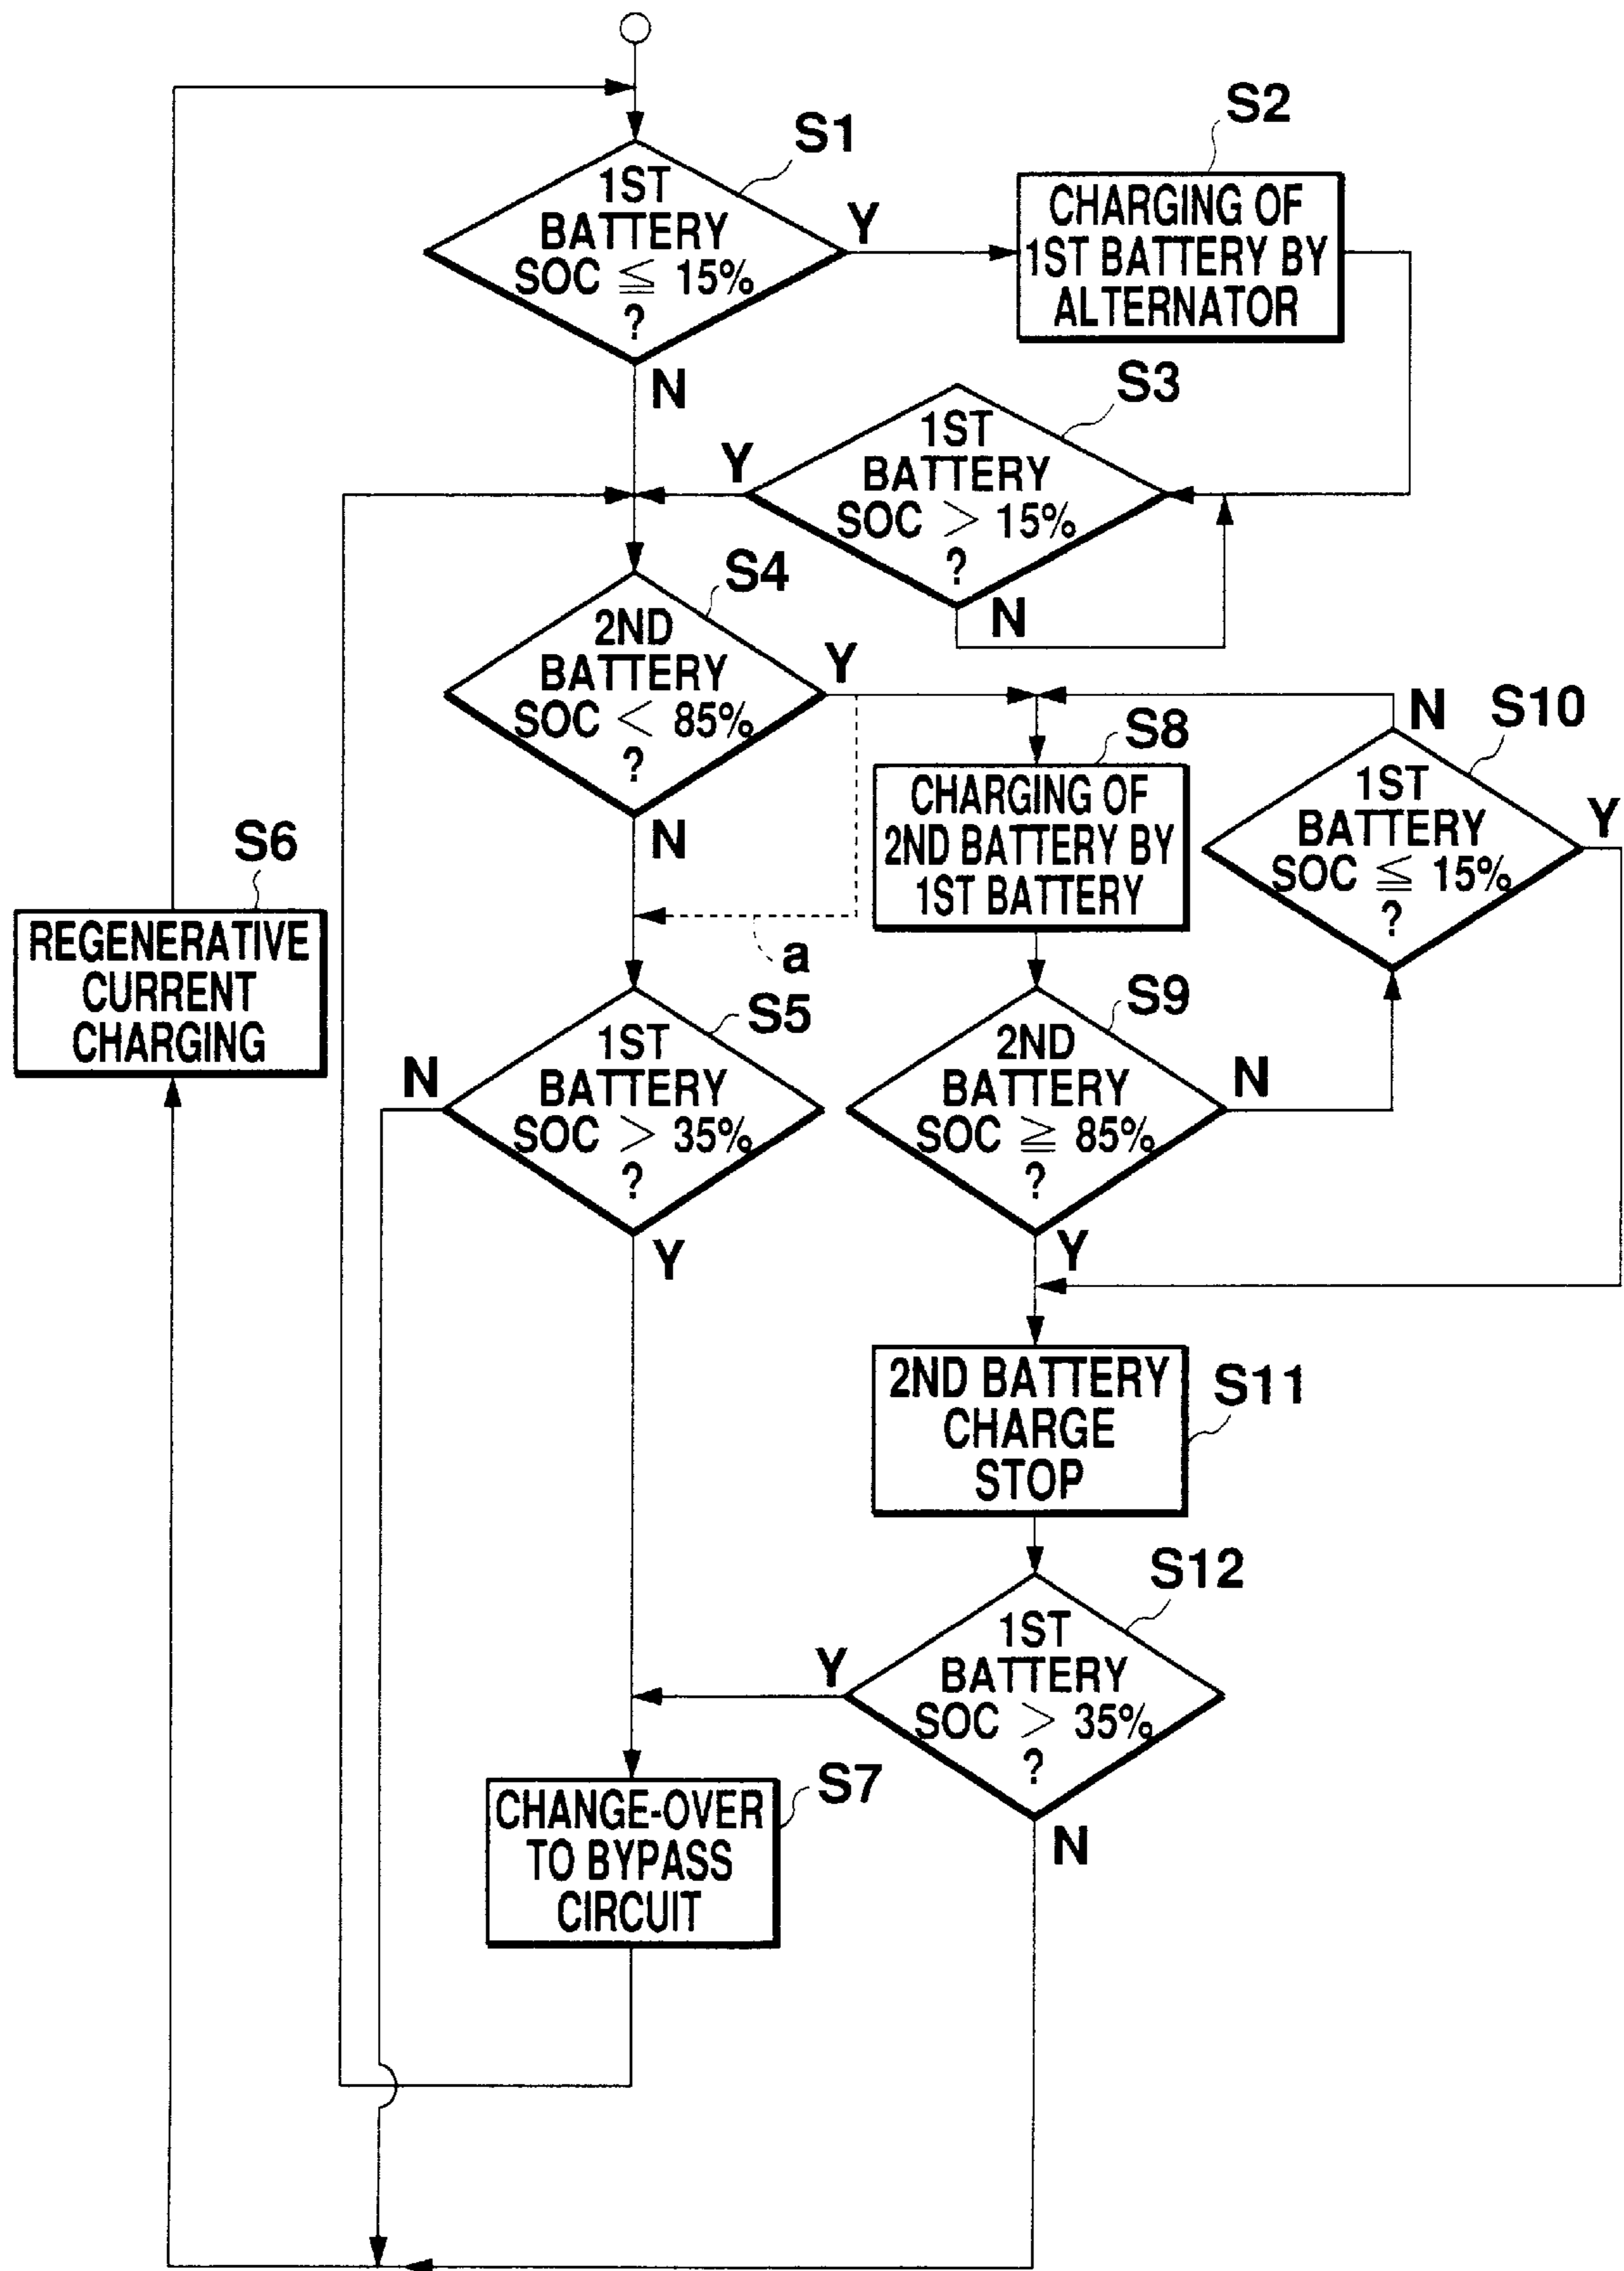 S1
1ST
BATTERY
SOC ≦ 15%
?
Y
N
S2
CHARGING OF
1ST BATTERY BY
ALTERNATOR
S3
1ST
BATTERY
SOC > 15%
?
Y
N
S4
2ND
BATTERY
SOC < 85%
?
Y
N
a
S8
CHARGING OF
2ND BATTERY BY
1ST BATTERY
S10
N
1ST
BATTERY
SOC ≦ 15%
?
Y
S6
REGENERATIVE
CURRENT
CHARGING
S5
N
1ST
BATTERY
SOC > 35%
?
Y
S9
2ND
BATTERY
SOC ≧ 85%
?
N
Y
S11
2ND BATTERY
CHARGE
STOP
S12
Y
1ST
BATTERY
SOC > 35%
?
N
S7
CHANGE-OVER
TO BYPASS
CIRCUIT